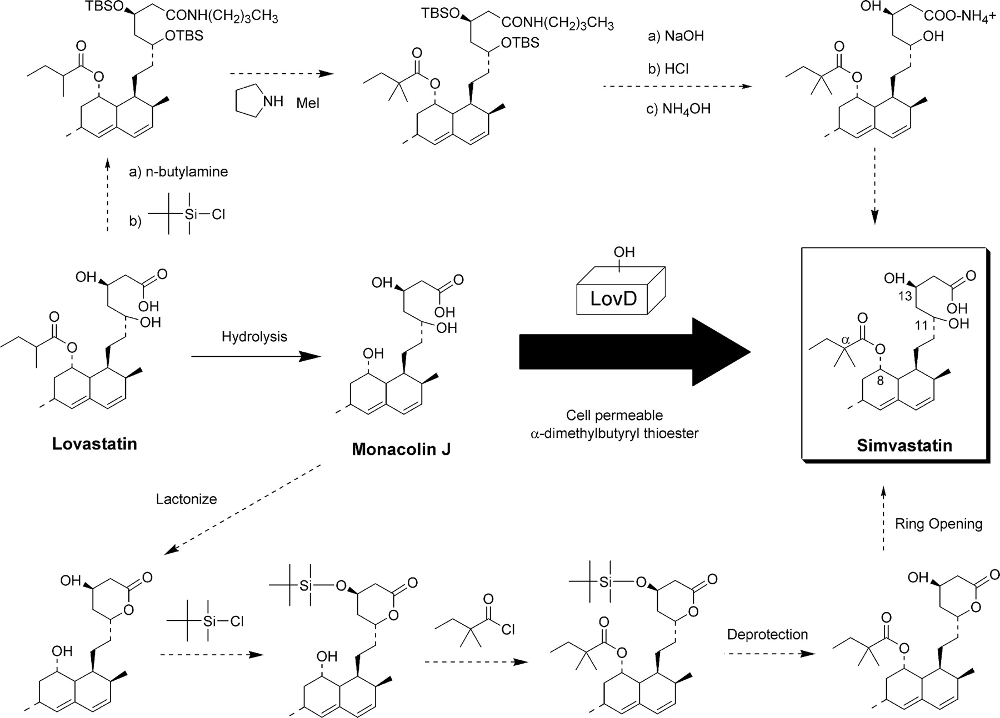 TBSO
CONH(CH2)3CH3
OTBS
O
O
TBSO
CONH(CH2)3CH3
OTBS
O
O
a) NaOH
b) HCl
c) NH4OH
OH
COO-NH4+
OH
O
O
NH
MeI
a) n-butylamine
b)
Si
Cl
OH
O
OH
OH
O
O
Lovastatin
Hydrolysis
OH
O
OH
OH
OH
Monacolin J
OH
LovD
Cell permeable
α-dimethylbutyryl thioester
OH
O
13
OH
11
OH
O
α
O
8
Simvastatin
Lactonize
Ring Opening
OH
O
O
OH
Si
Cl
Si
O
O
O
OH
O
Cl
Si
O
O
O
O
O
Deprotection
OH
O
O
O
O